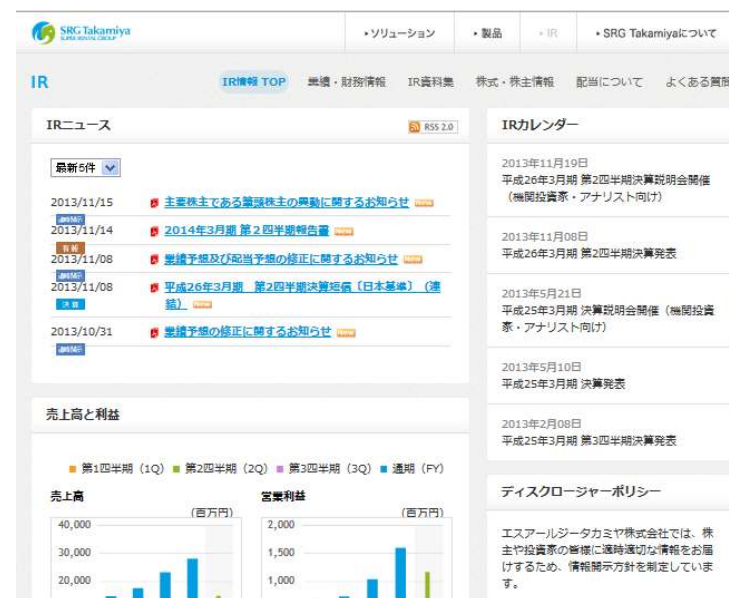 SRG Takamiya
SUPER RENTAL GROUP
ソリューション
製品
IR
SRG Takamiyaについて
IR
IR情報 TOP
業績・財務情報
IR資料集
株式・株主情報
配当について
よくある質問
IRニュース
RSS 2.0
最新5件
2013/11/15
主要株主である筆頭株主の異動に関するお知らせ
New
適時開示
2013/11/14
2014年3月期 第2四半期報告書
New
有報
2013/11/08
業績予想及び配当予想の修正に関するお知らせ
New
適時開示
2013/11/08
平成26年3月期 第2四半期決算短信〔日本基準〕（連
結）
New
決算
2013/10/31
業績予想の修正に関するお知らせ
New
適時開示
売上高と利益
第1四半期（1Q）
第2四半期（2Q）
第3四半期（3Q）
通期（FY）
売上高
（百万円）
40,000
30,000
20,000
営業利益
（百万円）
2,000
1,500
1,000
IRカレンダー
2013年11月19日
平成26年3月期 第2四半期決算説明会開催
（機関投資家・アナリスト向け）
2013年11月08日
平成26年3月期 第2四半期決算発表
2013年5月21日
平成25年3月期 決算説明会開催（機関投資
家・アナリスト向け）
2013年5月10日
平成25年3月期 決算発表
2013年2月08日
平成25年3月期 第3四半期決算発表
ディスクロージャーポリシー
エスアールジータカミヤ株式会社では、株
主や投資家の皆様に適時適切な情報をお届
けするため、情報開示方針を制定していま
す。